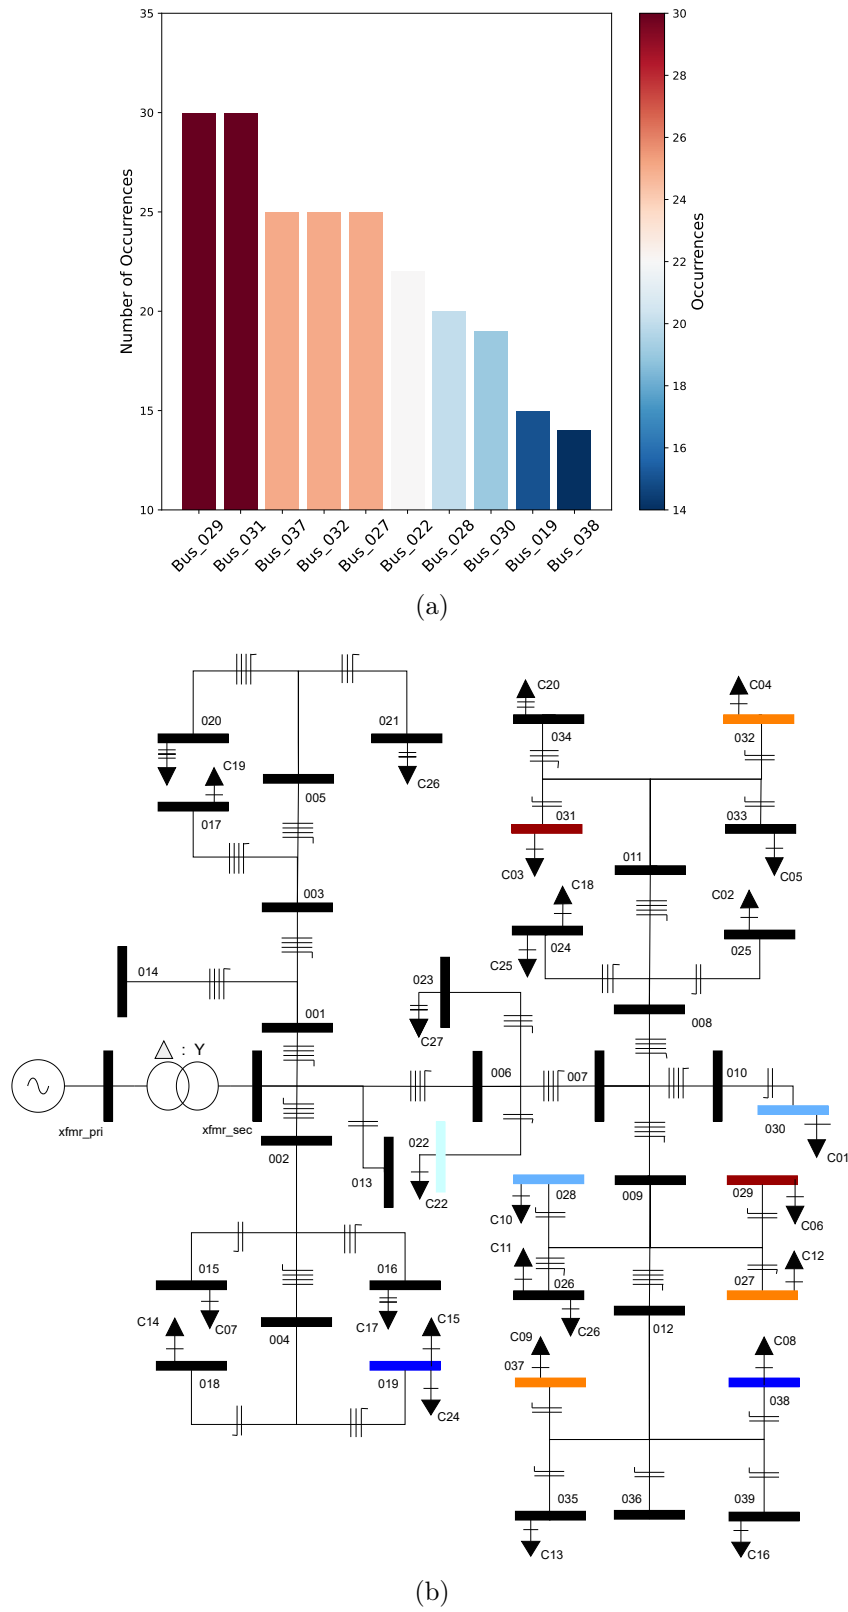 35
30
25
20
15
10
Number of Occurrences
Bus_029
Bus_031
Bus_037
Bus_032
Bus_027
Bus_022
Bus_028
Bus_030
Bus_019
Bus_038
30
28
26
24
22
20
18
16
14
Occurrences
(a)
020
021
C19
C26
005
017
003
014
001
△ : Y
xfmr_pri
xfmr_sec
002
013
015
016
C14
C07
C17
C15
004
018
019
C24
023
C27
006
007
022
C22
C20
C04
034
032
031
033
C03
011
C05
C18
C02
024
025
C25
008
010
030
C01
028
009
029
C10
C06
C11
C12
026
027
C26
012
C09
C08
037
038
035
036
039
C13
C16
(b)